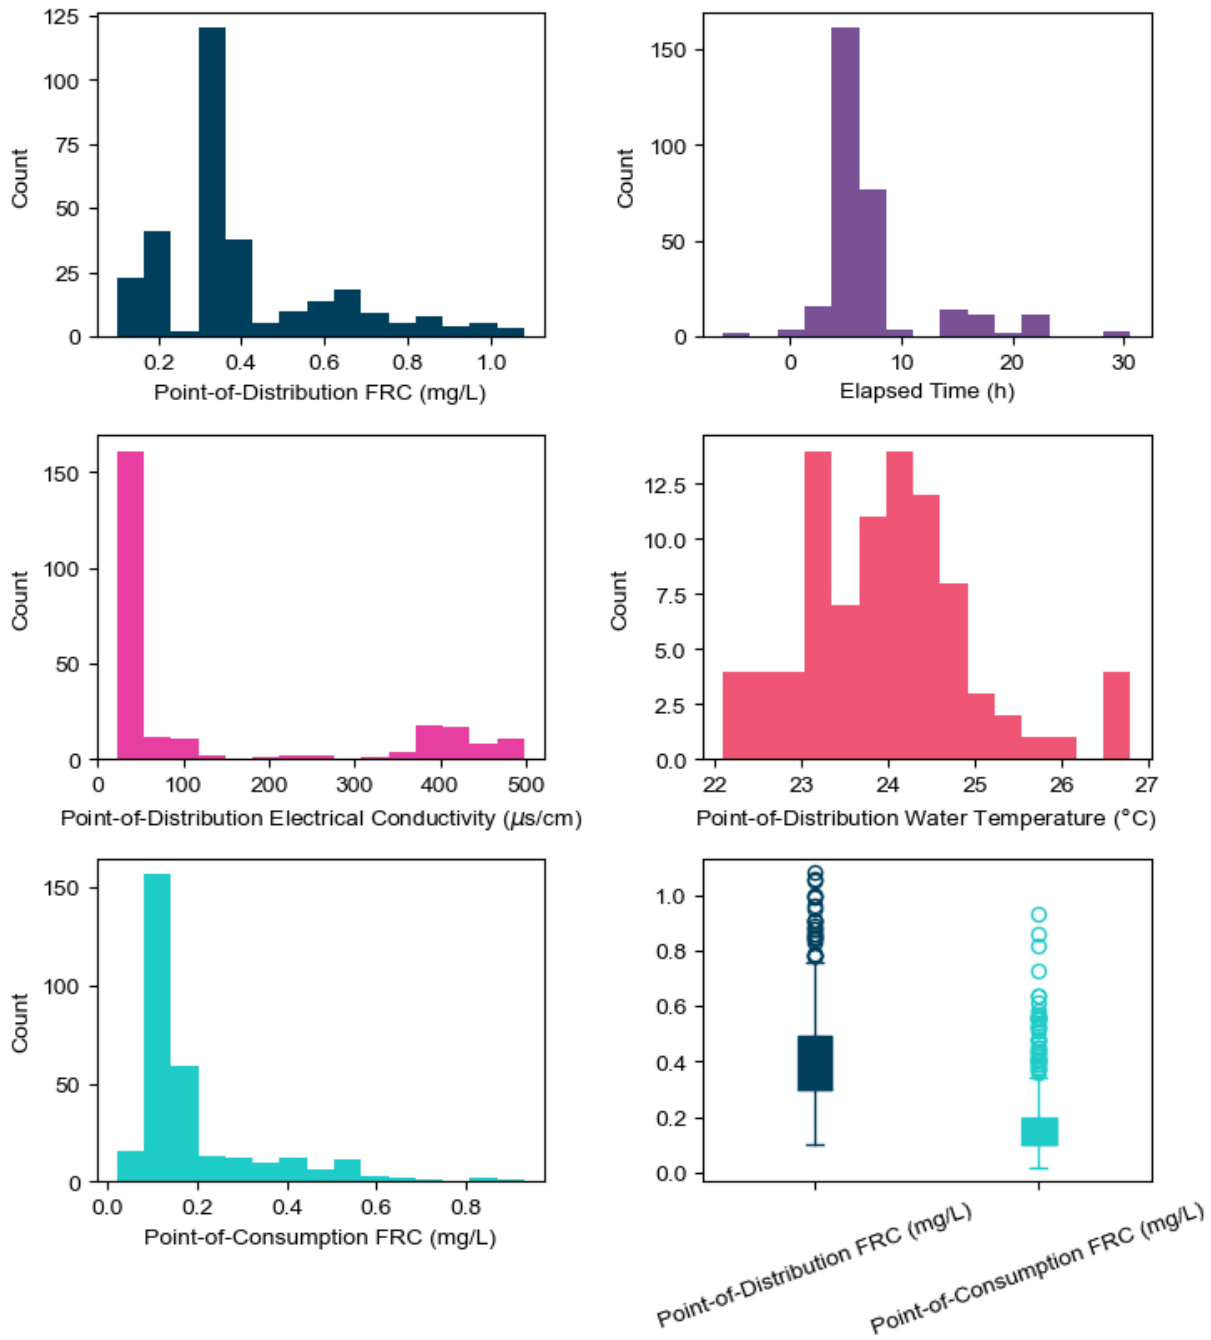 125
100
75
50
25
0
Count
0.2 0.4 0.6 0.8 1.0
Point-of-Distribution FRC (mg/L)
150
100
50
0
Count
0 10 20 30
Elapsed Time (h)
150
100
50
0
Count
0 100 200 300 400 500
Point-of-Distribution Electrical Conductivity (µs/cm)
12.5
10.0
7.5
5.0
2.5
0.0
Count
22 23 24 25 26 27
Point-of-Distribution Water Temperature (°C)
150
100
50
0
Count
0.0 0.2 0.4 0.6 0.8
Point-of-Consumption FRC (mg/L)
1.0
0.8
0.6
0.4
0.2
0.0
Point-of-Distribution FRC (mg/L)
Point-of-Consumption FRC (mg/L)